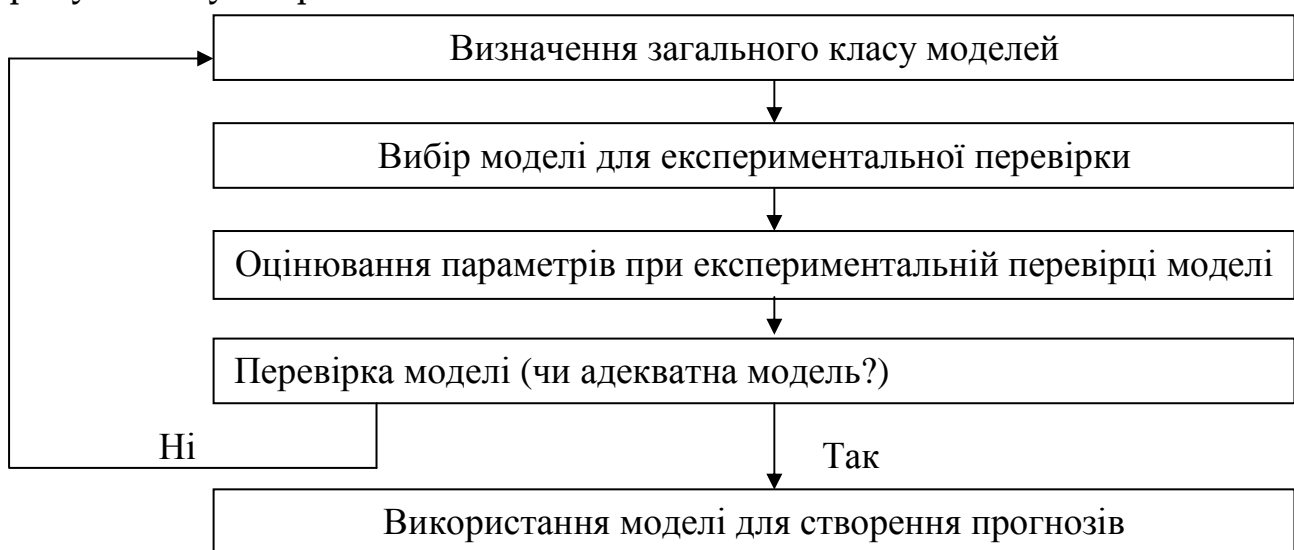 Визначення загального класу моделей
Вибір моделі для експериментальної перевірки
Оцінювання параметрів при експериментальній перевірці моделі
Перевірка моделі (чи адекватна модель?)
Ні
Так
Використання моделі для створення прогнозів